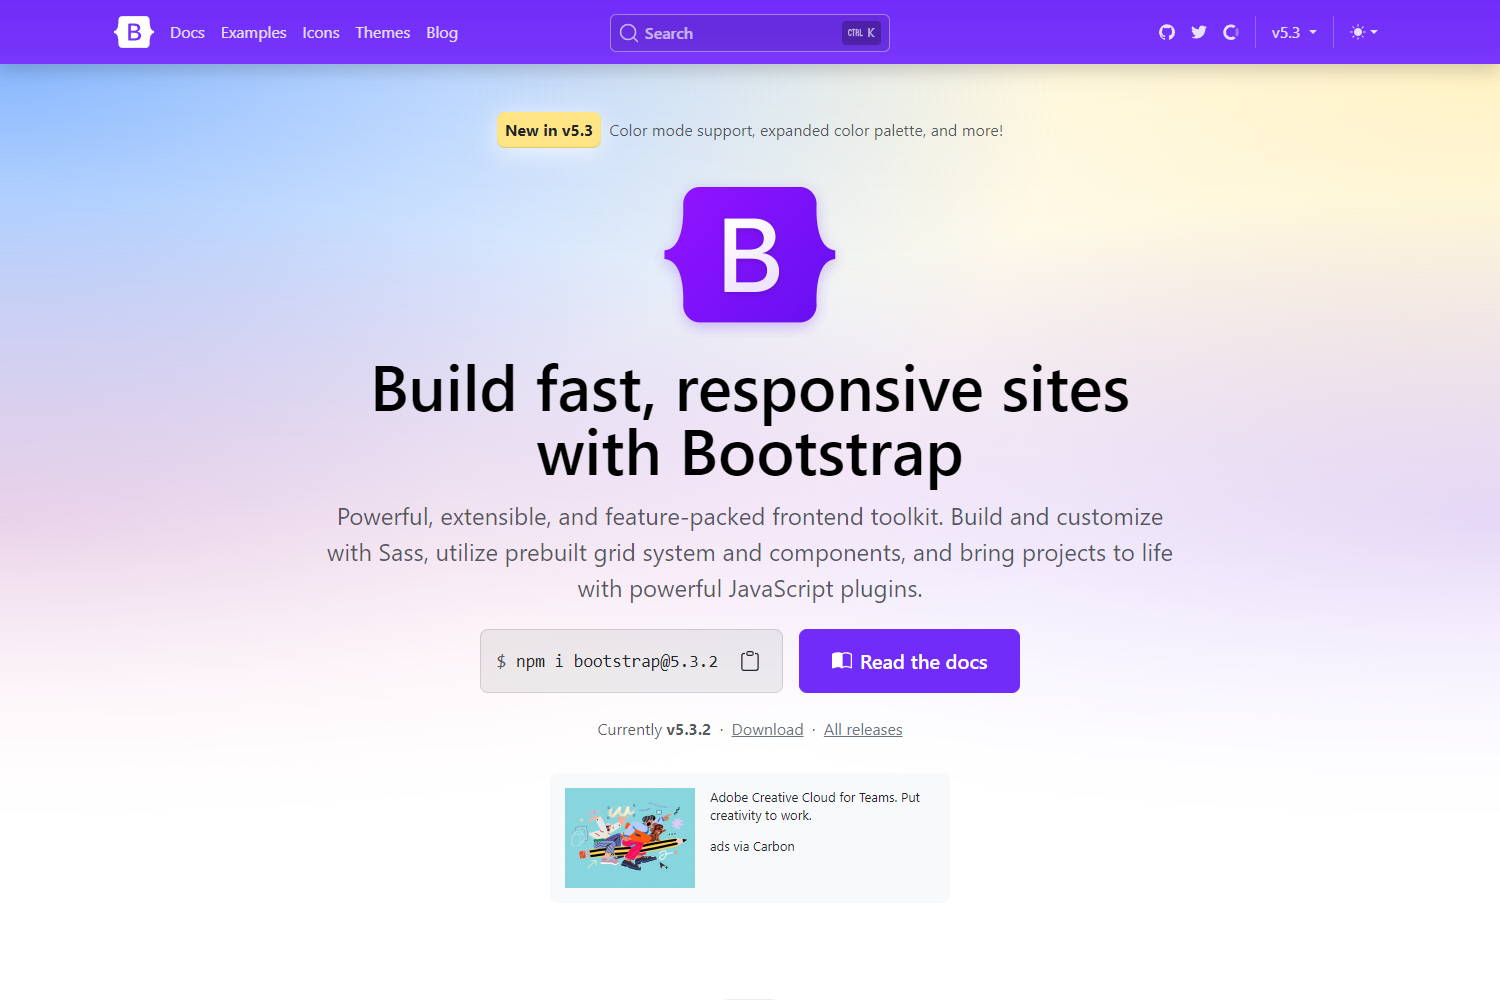 B Docs Examples Icons Themes Blog Search CTRL K v5.3
New in v5.3 Color mode support, expanded color palette, and more!
B
Build fast, responsive sites
with Bootstrap
Powerful, extensible, and feature-packed frontend toolkit. Build and customize
with Sass, utilize prebuilt grid system and components, and bring projects to life
with powerful JavaScript plugins.
$ npm i bootstrap@5.3.2 Read the docs
Currently v5.3.2 · Download · All releases
Adobe Creative Cloud for Teams. Put
creativity to work.
ads via Carbon